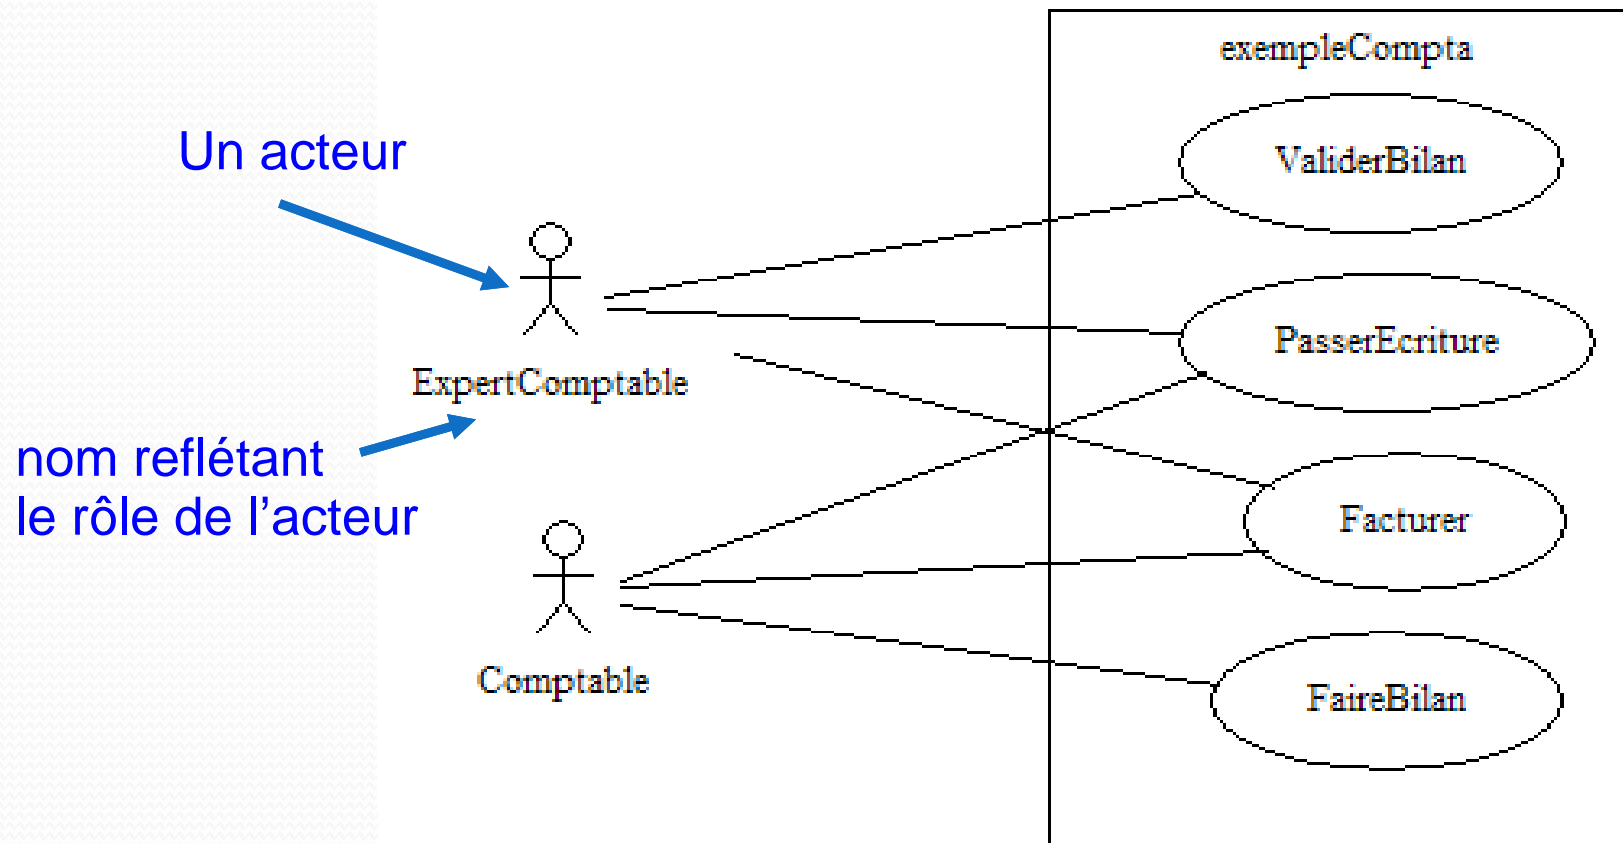 exempleCompta
Un acteur
ValiderBilan
PasserEcriture
ExpertComptable
nom reflétant
le rôle de l’acteur
Facturer
Comptable
FaireBilan